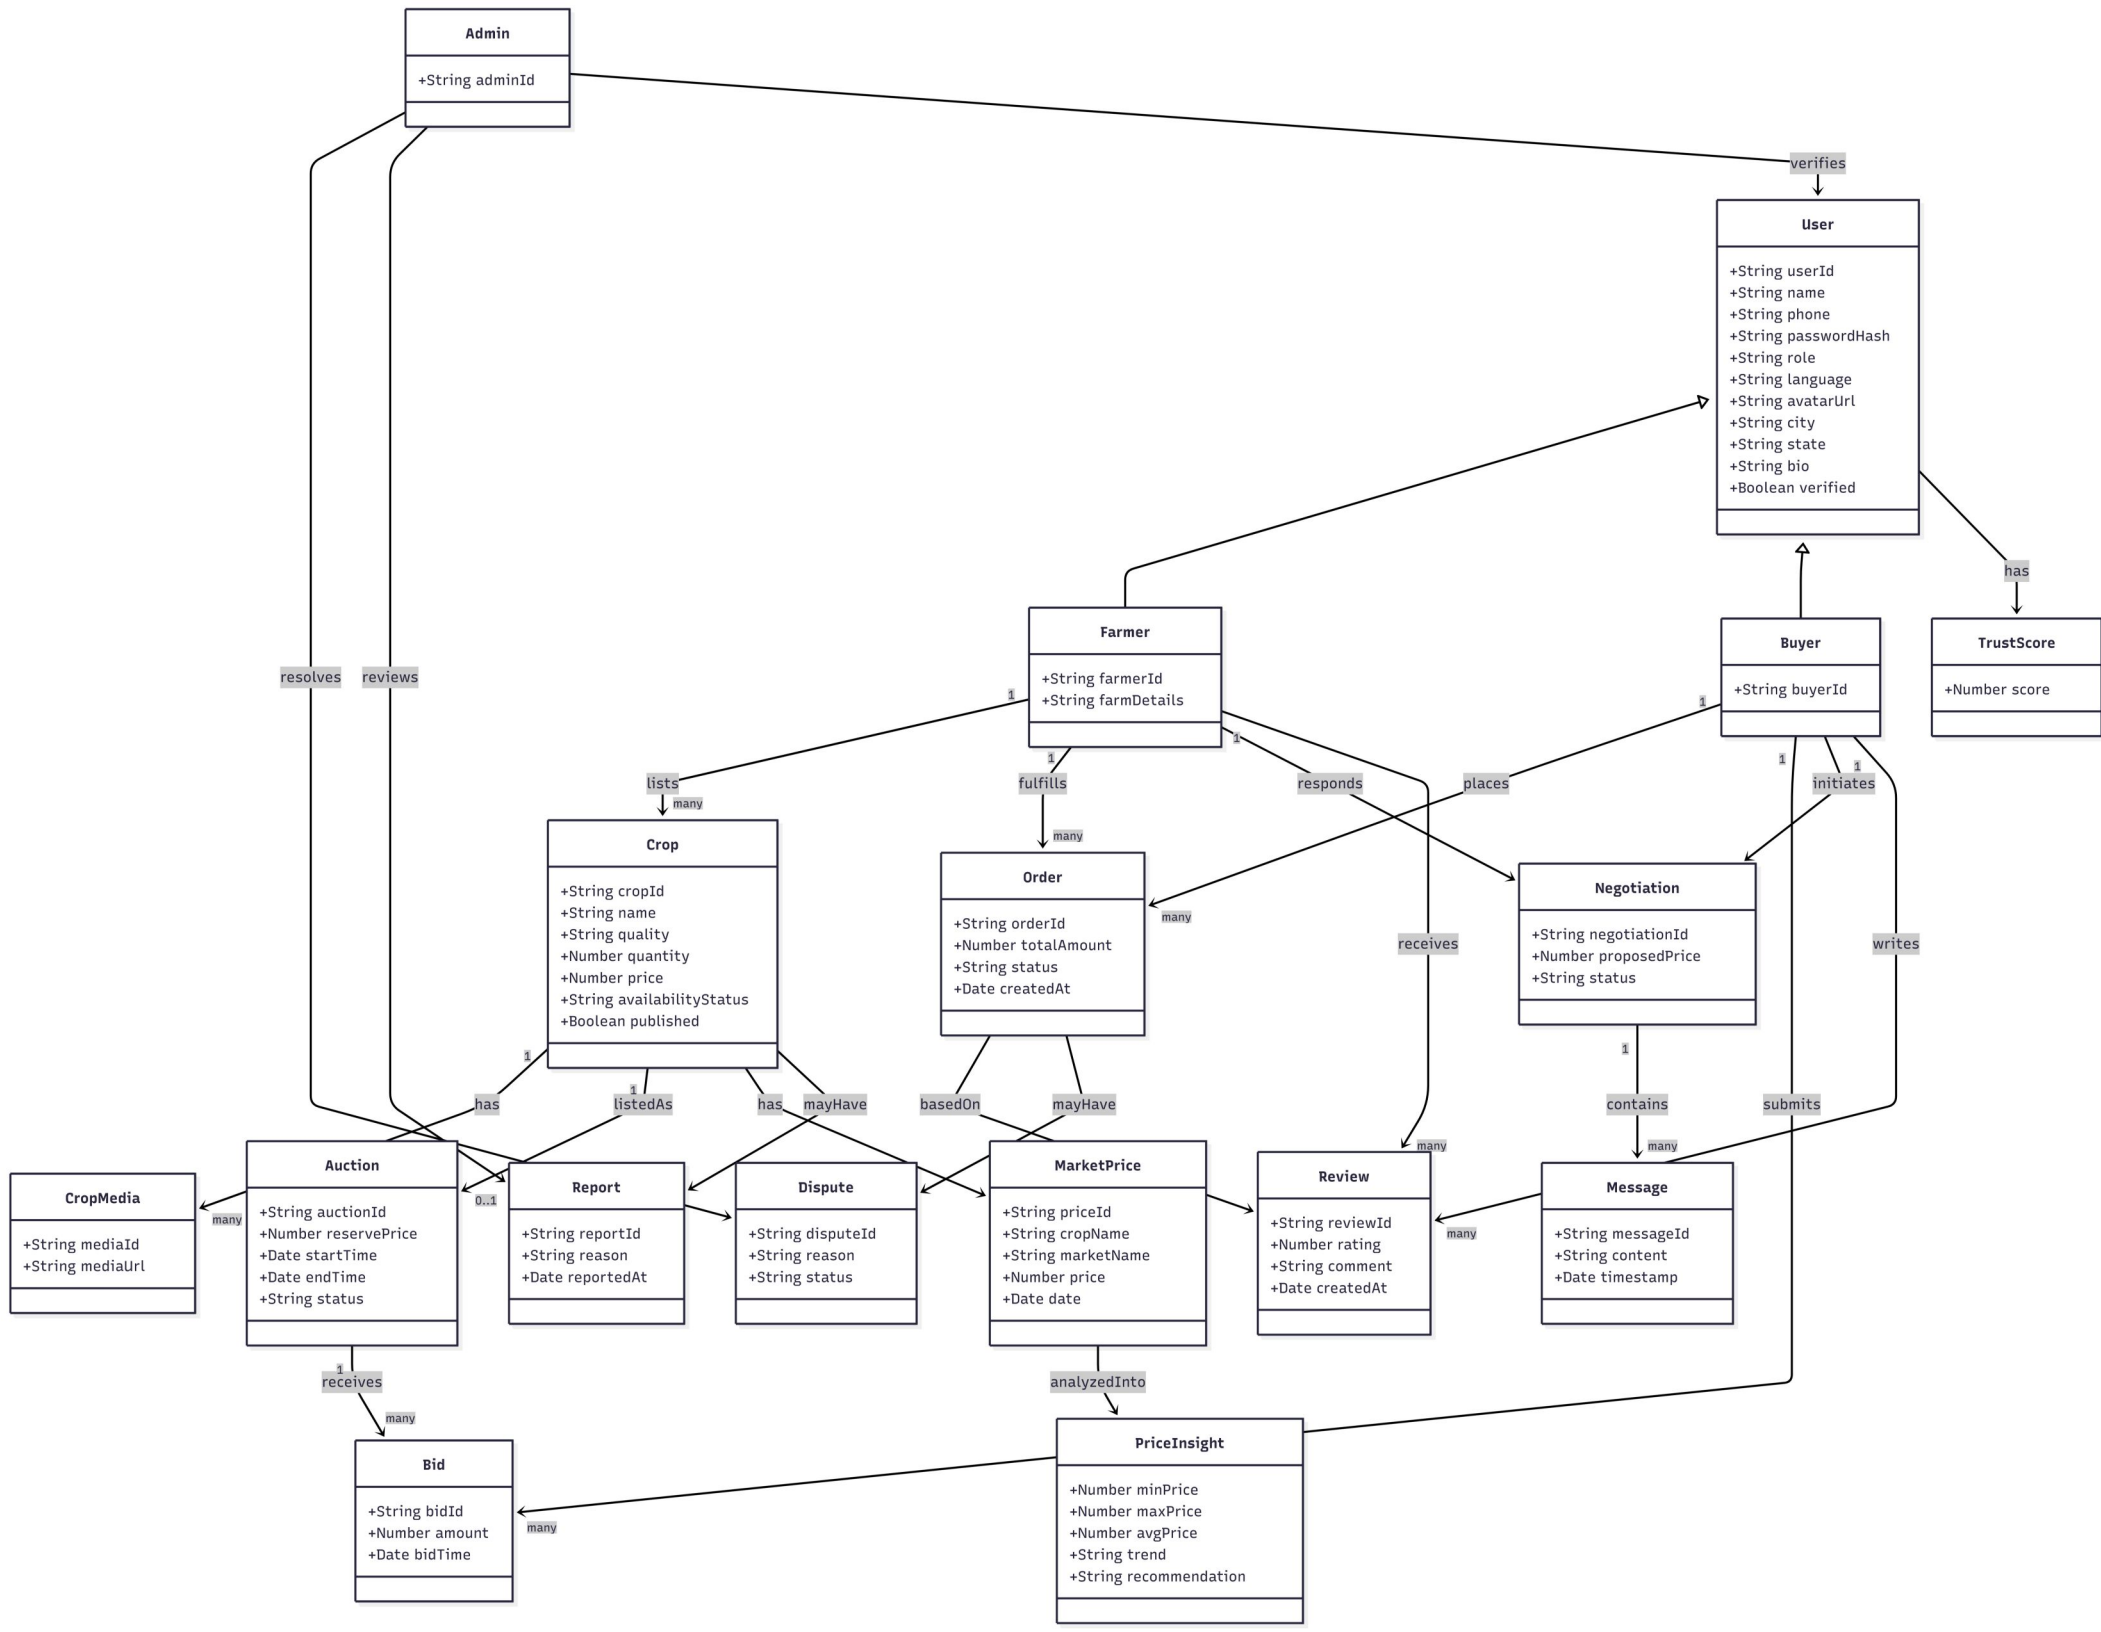 Admin
+String adminId
verifies
User
+String userId
+String name
+String phone
+String passwordHash
+String role
+String language
+String avatarUrl
+String city
+String state
+String bio
+Boolean verified
has
Farmer
+String farmerId
+String farmDetails
Buyer
+String buyerId
TrustScore
+Number score
resolves
reviews
1
1
1
1
1
1
lists
many
fulfills
many
responds
places
many
initiates
Crop
+String cropId
+String name
+String quality
+Number quantity
+Number price
+String availabilityStatus
+Boolean published
Order
+String orderId
+Number totalAmount
+String status
+Date createdAt
Negotiation
+String negotiationId
+Number proposedPrice
+String status
receives
writes
1
1
1
has
listedAs
has
mayHave
basedOn
mayHave
contains
submits
many
many
CropMedia
+String mediaId
+String mediaUrl
many
Auction
+String auctionId
+Number reservePrice
+Date startTime
+Date endTime
+String status
0..1
Report
+String reportId
+String reason
+Date reportedAt
Dispute
+String disputeId
+String reason
+String status
MarketPrice
+String priceId
+String cropName
+String marketName
+Number price
+Date date
Review
+String reviewId
+Number rating
+String comment
+Date createdAt
many
Message
+String messageId
+String content
+Date timestamp
1
receives
many
analyzedInto
Bid
+String bidId
+Number amount
+Date bidTime
many
PriceInsight
+Number minPrice
+Number maxPrice
+Number avgPrice
+String trend
+String recommendation